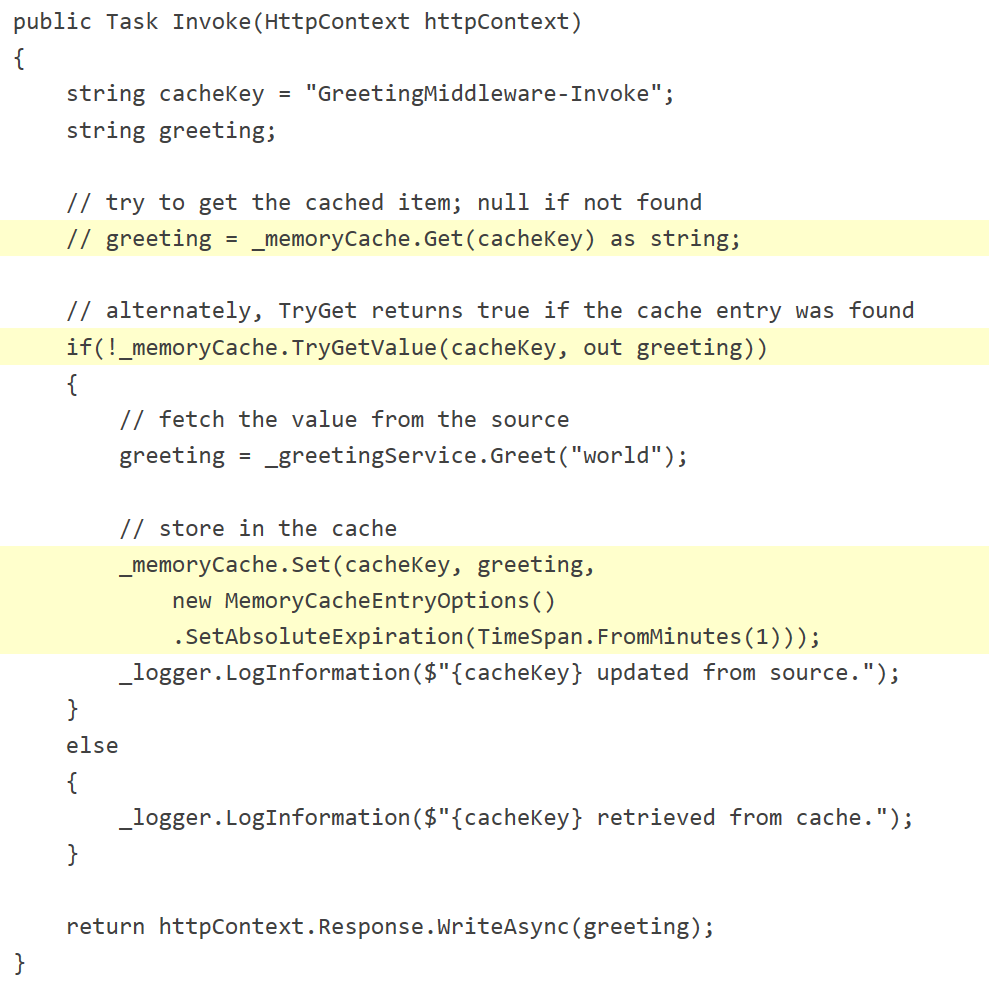 public Task Invoke(HttpContext httpContext)
{
    string cacheKey = "GreetingMiddleware-Invoke";
    string greeting;

    // try to get the cached item; null if not found
    // greeting = _memoryCache.Get(cacheKey) as string;

    // alternately, TryGet returns true if the cache entry was found
    if(!_memoryCache.TryGetValue(cacheKey, out greeting))
    {
        // fetch the value from the source
        greeting = _greetingService.Greet("world");

        // store in the cache
        _memoryCache.Set(cacheKey, greeting,
            new MemoryCacheEntryOptions()
            .SetAbsoluteExpiration(TimeSpan.FromMinutes(1)));
        _logger.LogInformation($"{cacheKey} updated from source.");
    }
    else
    {
        _logger.LogInformation($"{cacheKey} retrieved from cache.");
    }

    return httpContext.Response.WriteAsync(greeting);
}